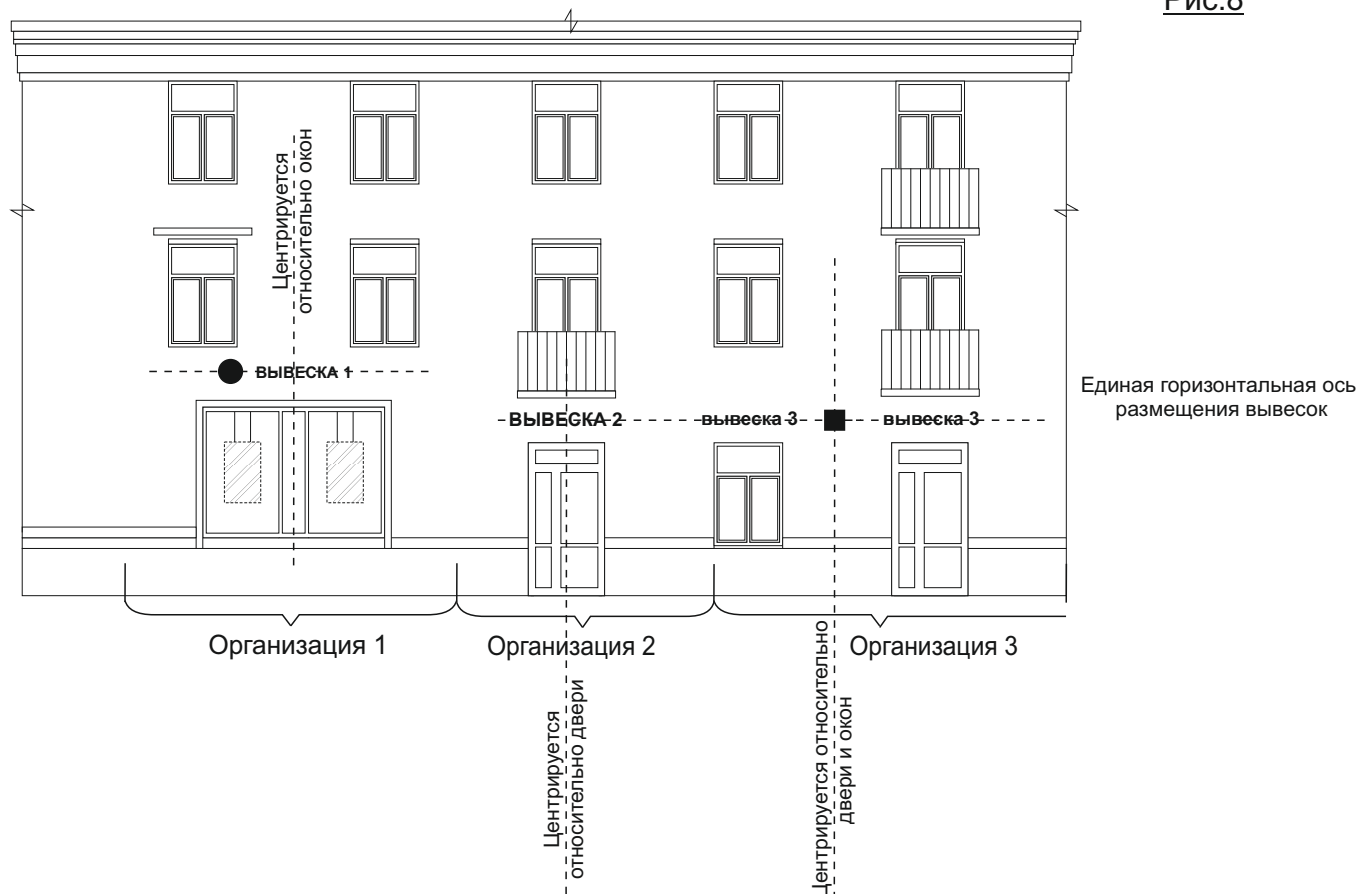 Рис.8
Центрируется
относительно окон
ВЫВЕСКА 1
Единая горизонтальная ось
размещения вывесок
ВЫВЕСКА 2
вывеска 3
вывеска 3
Организация 1
Организация 2
Организация 3
Центрируется
относительно двери
Центрируется относительно
двери и окон